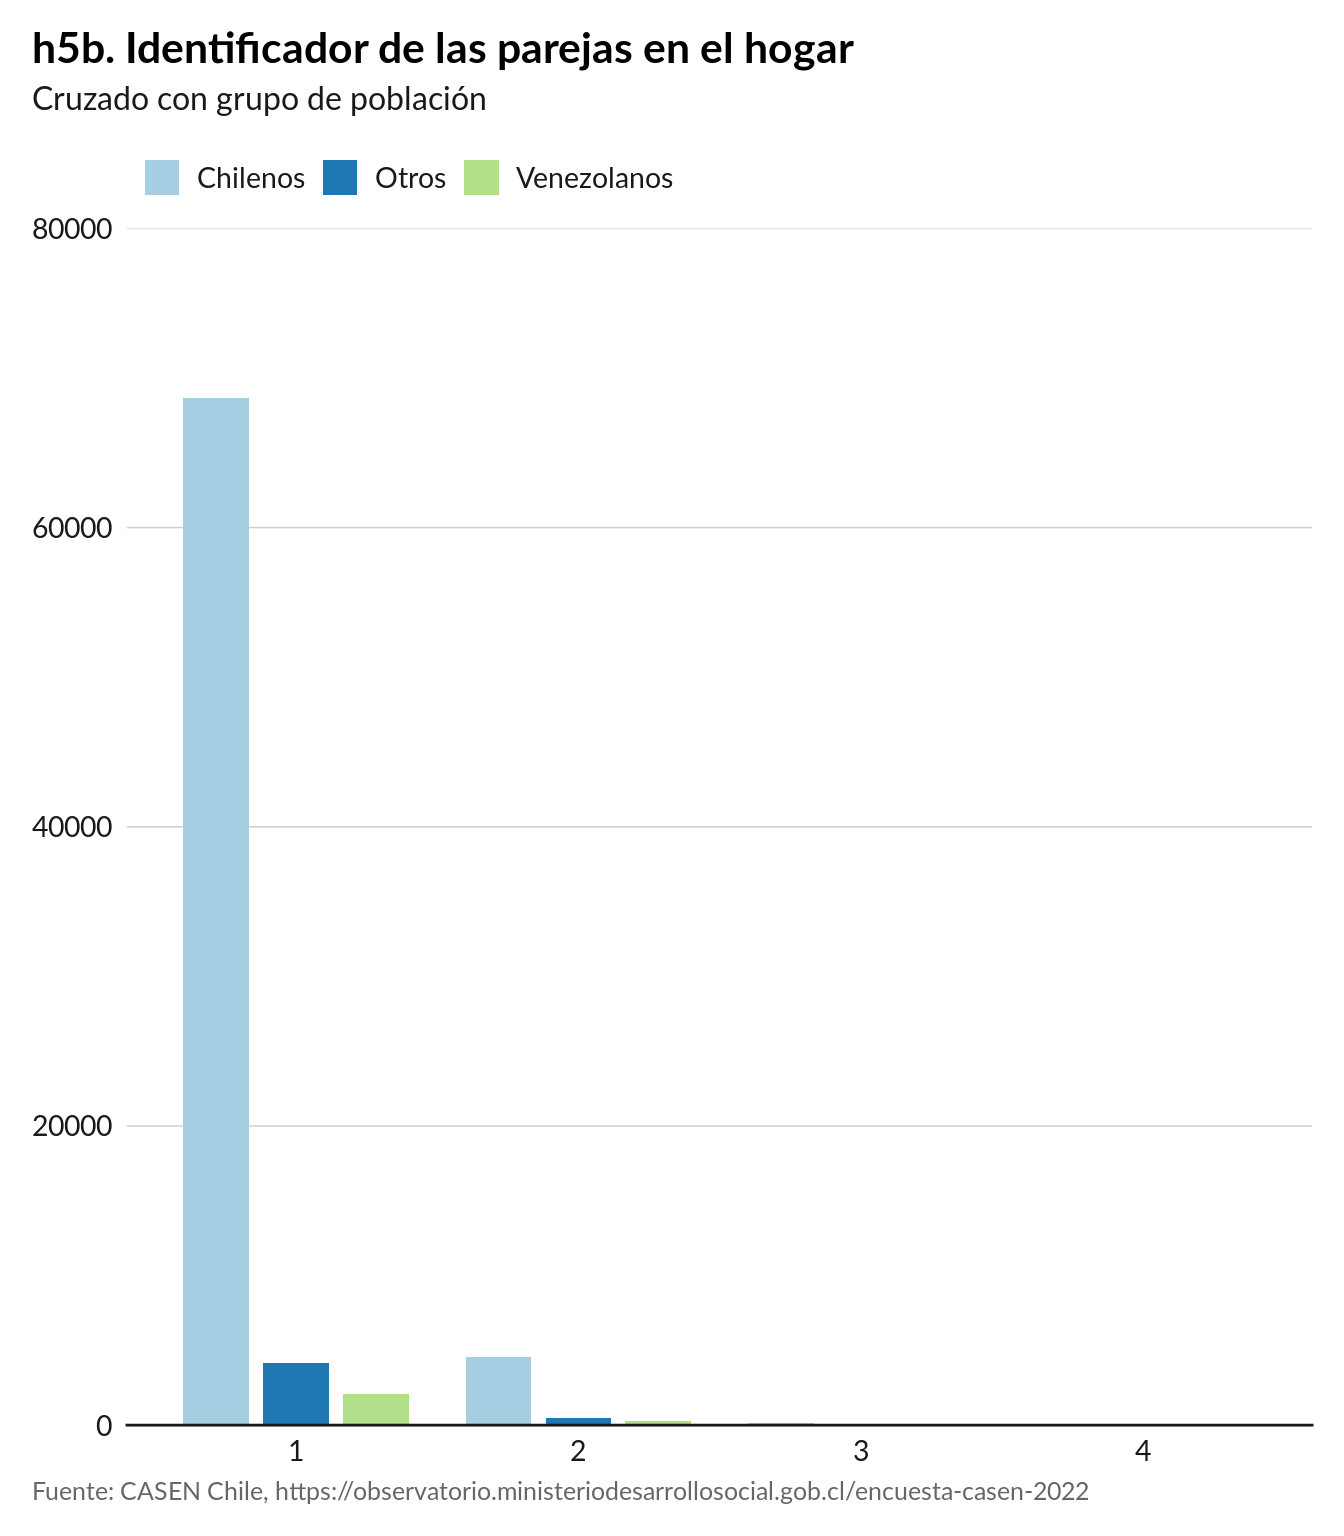 h5b. Identificador de las parejas en el hogar
Cruzado con grupo de población
Chilenos Otros Venezolanos
80000
60000
40000
20000
0
1 2 3 4
Fuente: CASEN Chile, https://observatorio.ministeriodesarrollosocial.gob.cl/encuesta-casen-2022